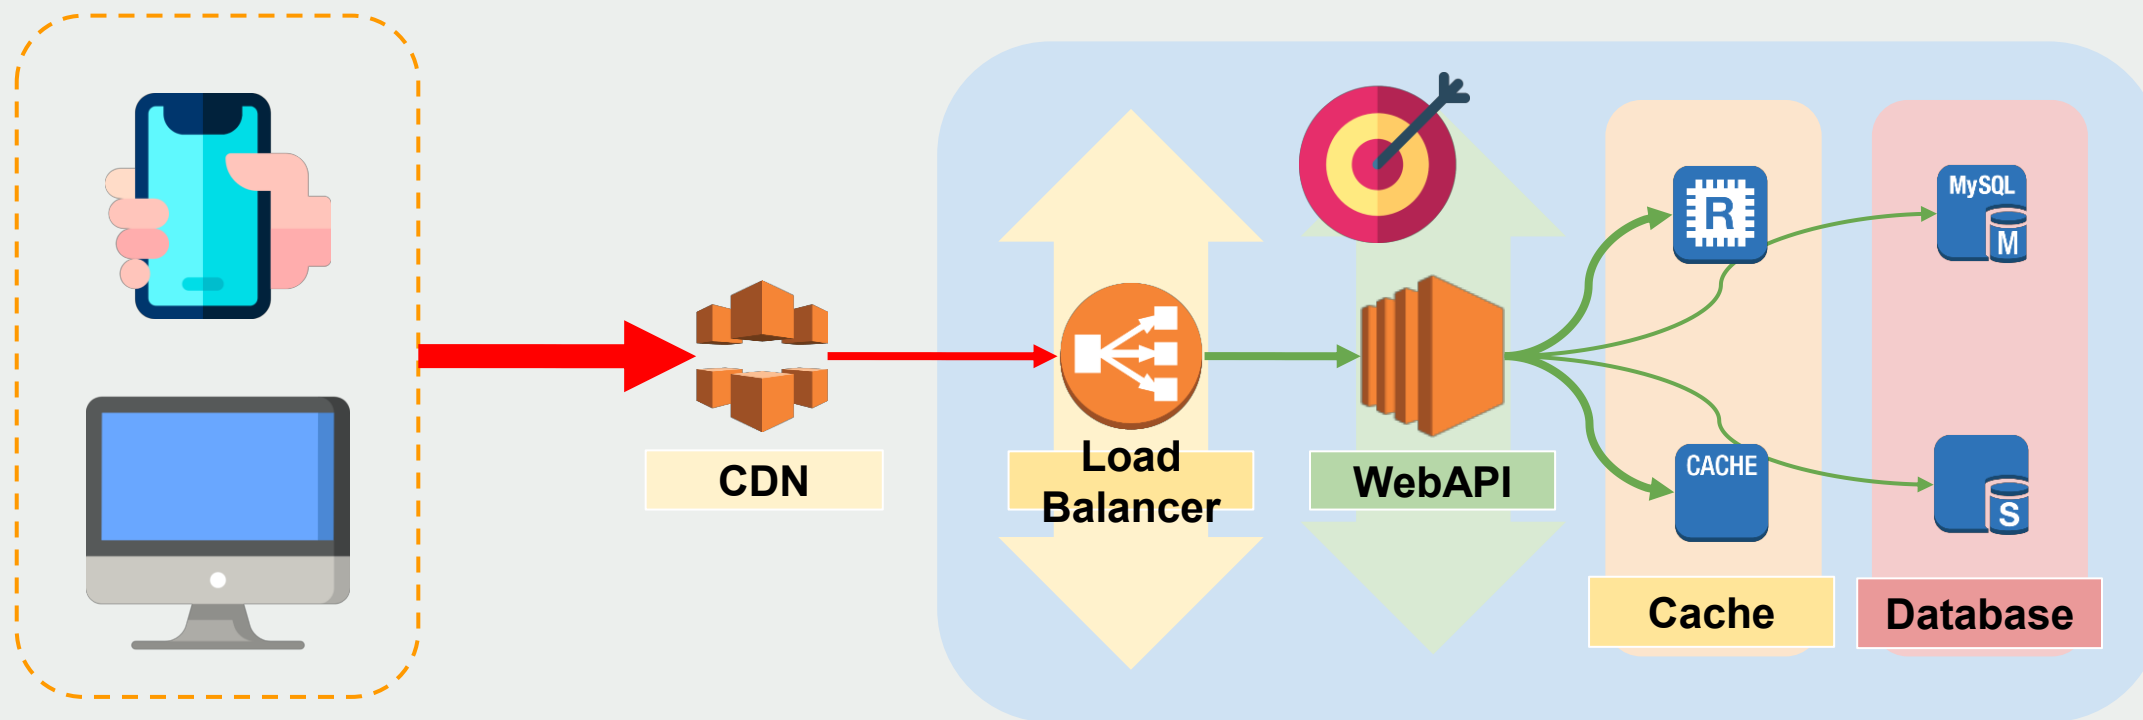 CDN
Load
Balancer
WebAPI
R
CACHE
Cache
MySQL
M
S
Database